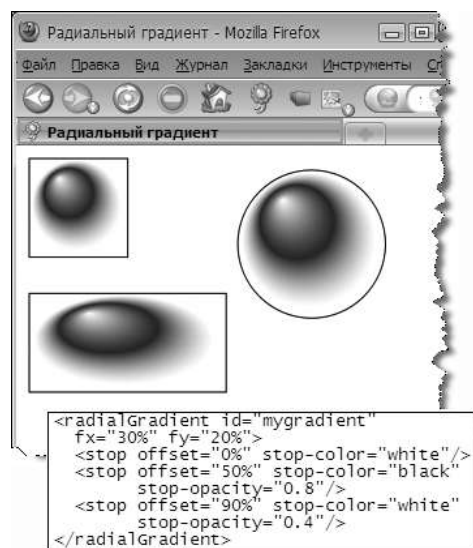 Радиальный градиент - Mozilla Firefox
Файл Правка Вид Журнал Закладки Инструменты
Радиальный градиент
<radialGradient id="mygradient"
fx="30%" fy="20%">
<stop offset="0%" stop-color="white"/>
<stop offset="50%" stop-color="black"
stop-opacity="0.8"/>
<stop offset="90%" stop-color="white"
stop-opacity="0.4"/>
</radialGradient>